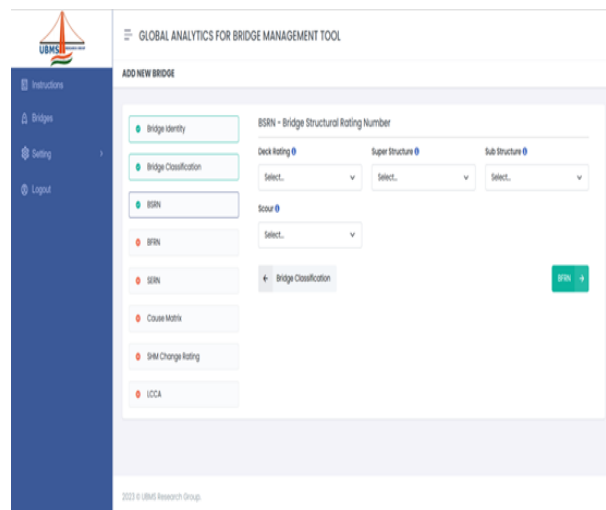 UBMS
GLOBAL ANALYTICS FOR BRIDGE MANAGEMENT TOOL
ADD NEW BRIDGE
Instructions
Bridges
Setting
Logout
Bridge Identity
Bridge Classification
BSRN
BFRN
SERN
Cause Matrix
SHM Change Rating
LCCA
BSRN - Bridge Structural Rating Number
Deck Rating
Super Structure
Sub Structure
Select..
Select..
Select..
Scour
Select..
Bridge Classification
BFRN
2023 © UBMS Research Group.